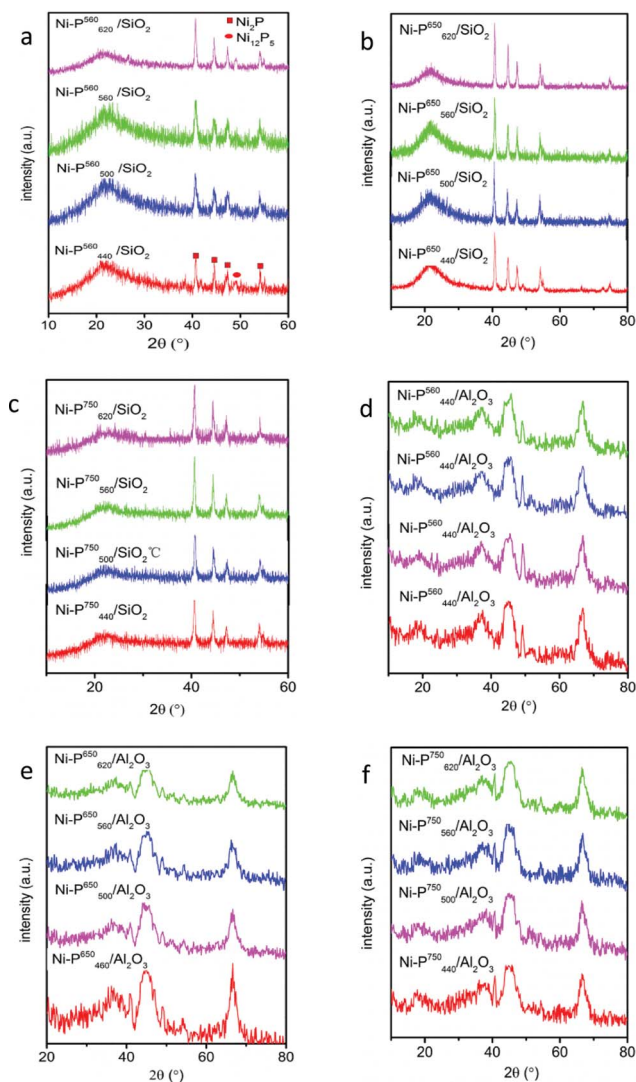 a
Ni-P⁵⁶⁰₆₂₀/SiO₂
Ni₂P
Ni₁₂P₅
Ni-P⁵⁶⁰₅₆₀/SiO₂
Ni-P⁵⁶⁰₅₀₀/SiO₂
Ni-P⁵⁶⁰₄₄₀/SiO₂
intensity (a.u.)
10 20 30 40 50 60
2θ (°)
b
Ni-P⁶⁵⁰₆₂₀/SiO₂
Ni-P⁶⁵⁰₅₆₀/SiO₂
Ni-P⁶⁵⁰₅₀₀/SiO₂
Ni-P⁶⁵⁰₄₄₀/SiO₂
intensity (a.u.)
20 40 60 80
2θ (°)
c
Ni-P⁷⁵⁰₆₂₀/SiO₂
Ni-P⁷⁵⁰₅₆₀/SiO₂
Ni-P⁷⁵⁰₅₀₀/SiO₂℃
Ni-P⁷⁵⁰₄₄₀/SiO₂
intensity (a.u.)
20 40 60
2θ (°)
d
Ni-P⁵⁶⁰₄₄₀/Al₂O₃
Ni-P⁵⁶⁰₄₄₀/Al₂O₃
Ni-P⁵⁶⁰₄₄₀/Al₂O₃
Ni-P⁵⁶⁰₄₄₀/Al₂O₃
intensity (a.u.)
20 40 60 80
2θ (°)
e
Ni-P⁶⁵⁰₆₂₀/Al₂O₃
Ni-P⁶⁵⁰₅₆₀/Al₂O₃
Ni-P⁶⁵⁰₅₀₀/Al₂O₃
Ni-P⁶⁵⁰₄₆₀/Al₂O₃
intensity (a.u.)
20 40 60 80
2θ (°)
f
Ni-P⁷⁵⁰₆₂₀/Al₂O₃
Ni-P⁷⁵⁰₅₆₀/Al₂O₃
Ni-P⁷⁵⁰₅₀₀/Al₂O₃
Ni-P⁷⁵⁰₄₄₀/Al₂O₃
intensity (a.u.)
20 40 60 80
2θ (°)